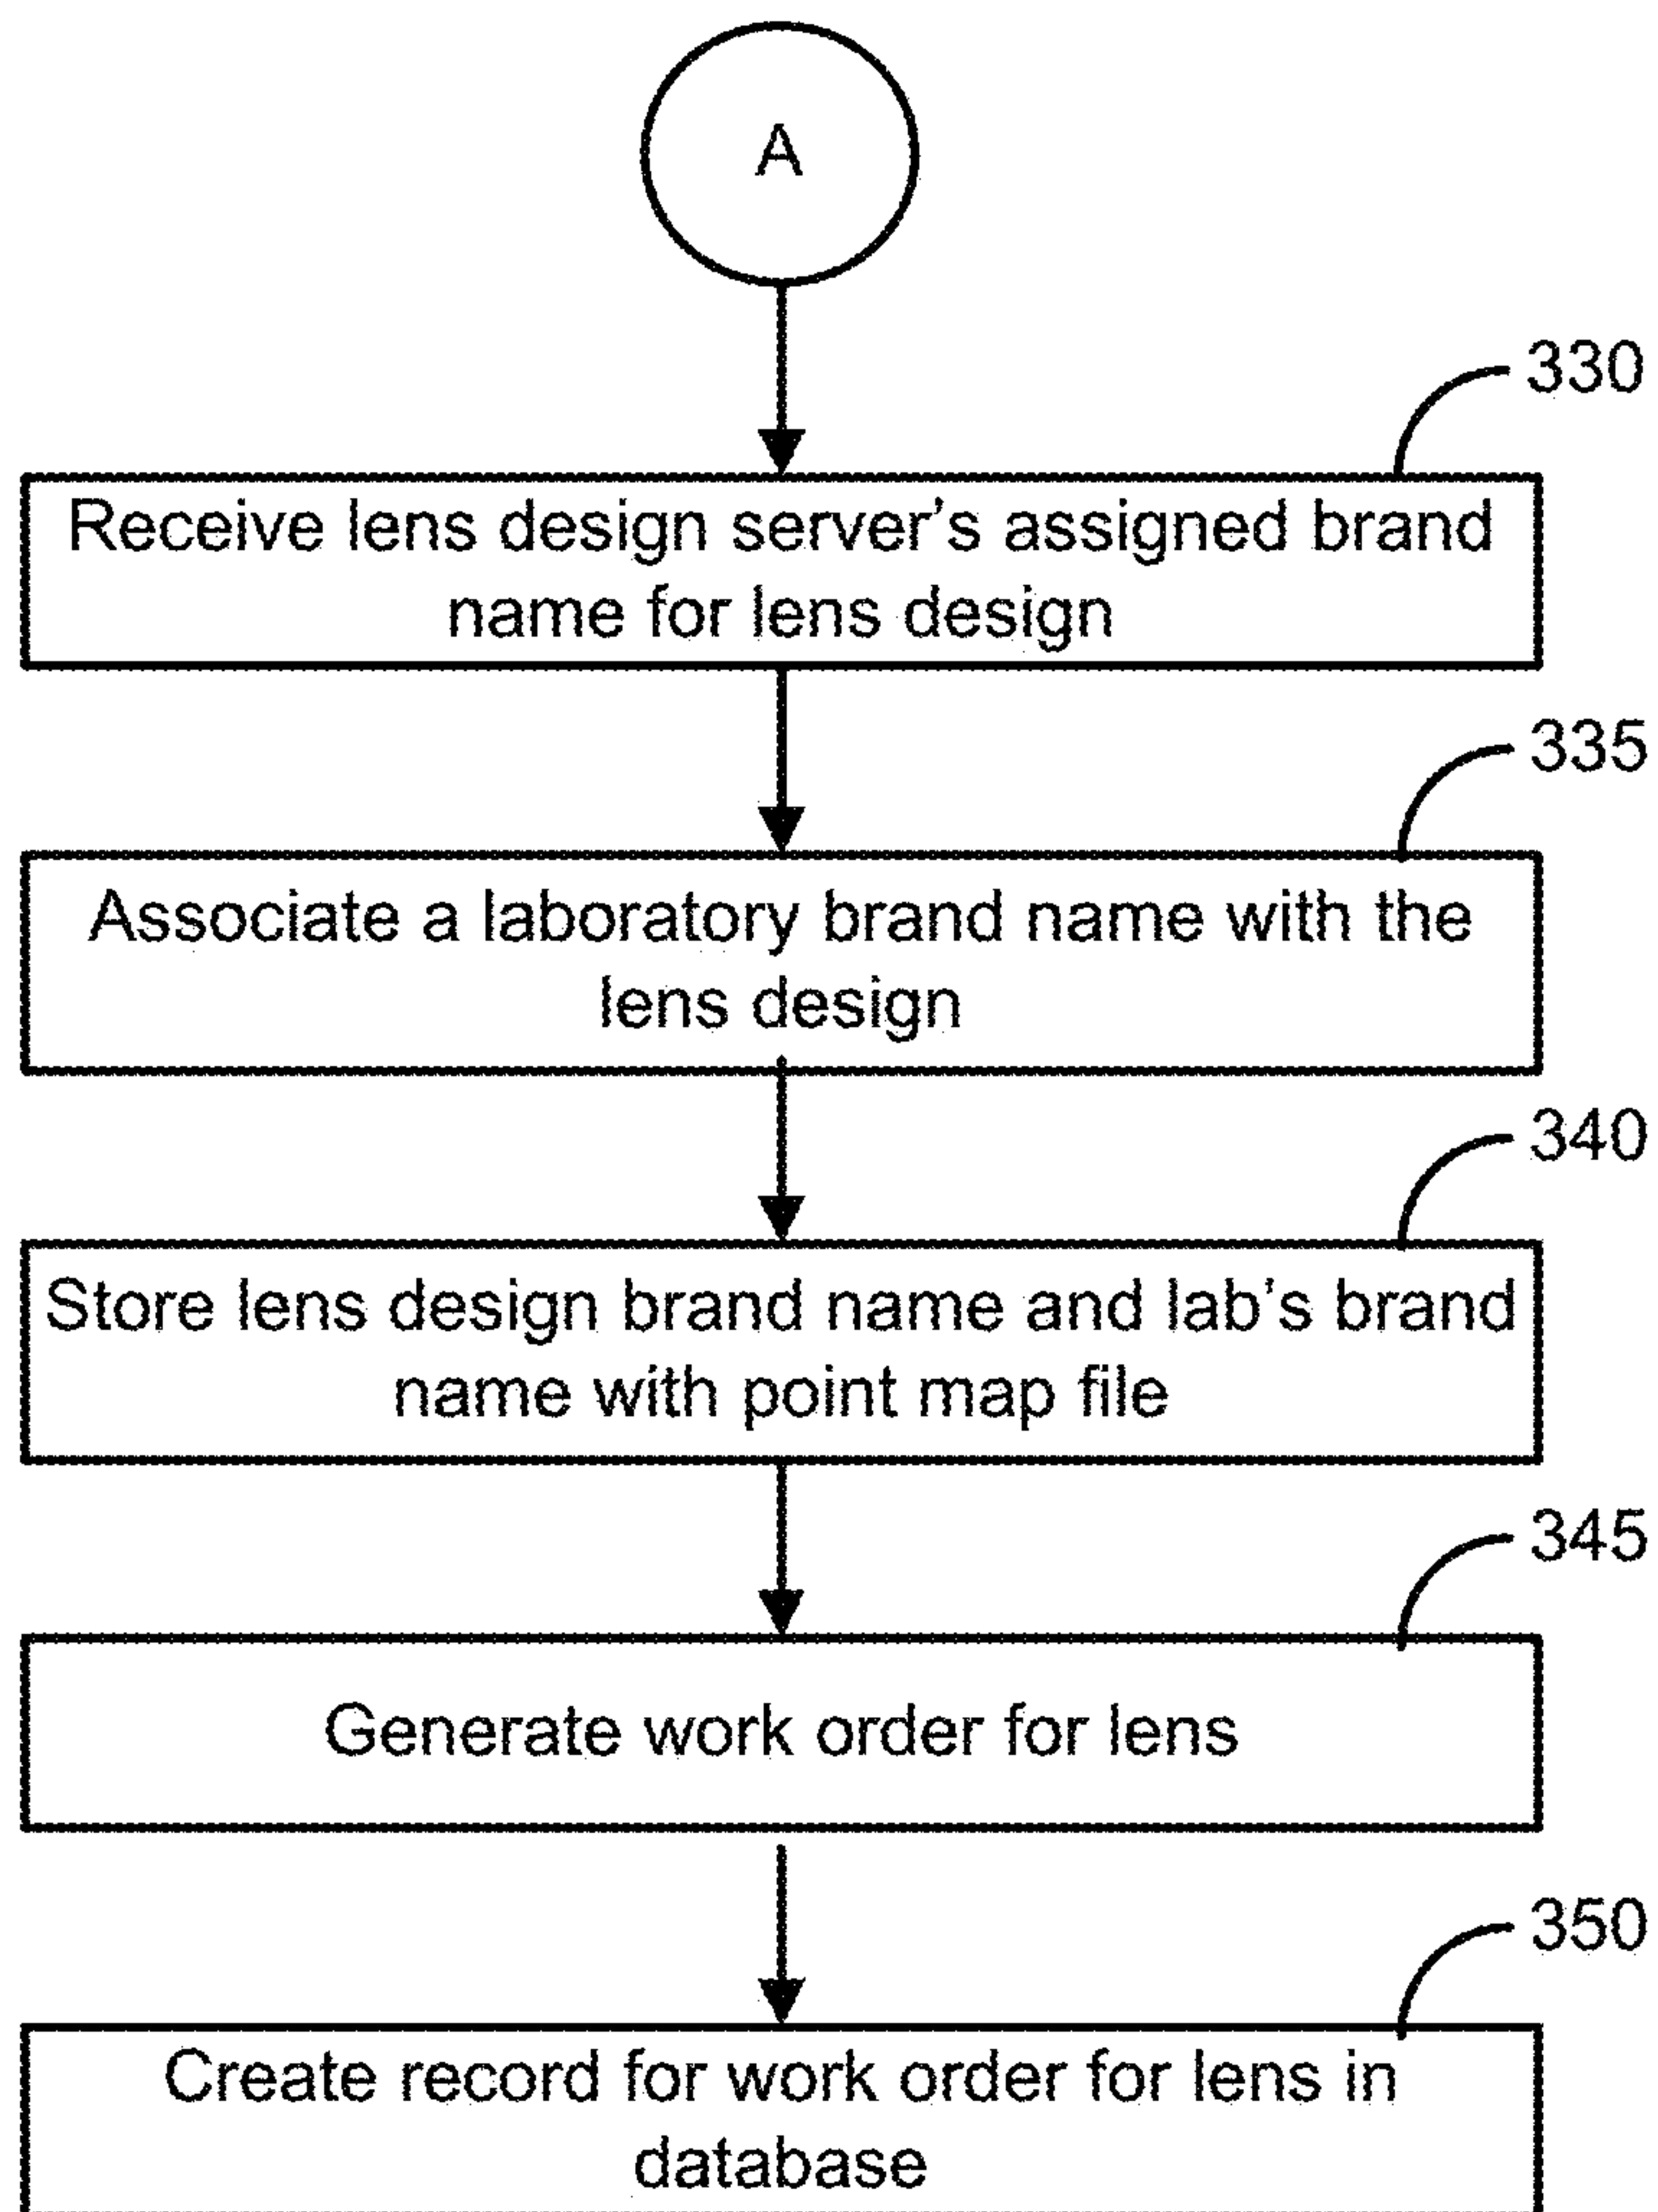 A
330
Receive lens design server's assigned brand
name for lens design
335
Associate a laboratory brand name with the
lens design
340
Store lens design brand name and lab's brand
name with point map file
345
Generate work order for lens
350
Create record for work order for lens in
database